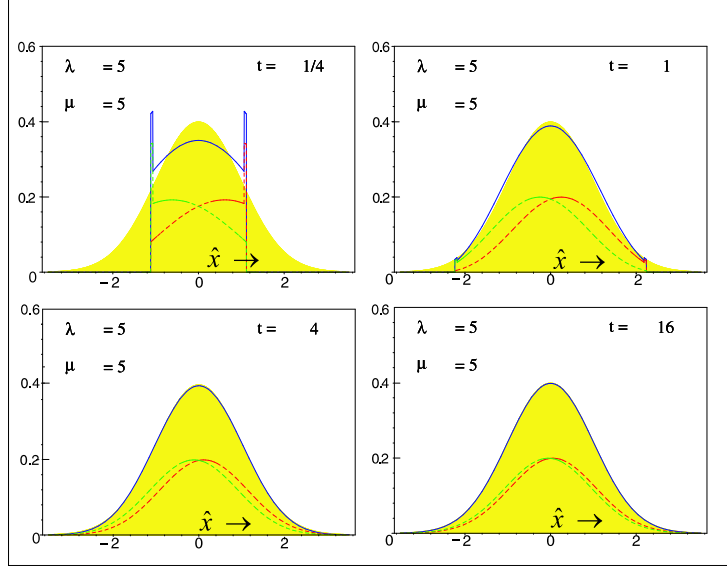 0.6
λ = 5 t = 1/4
μ = 5
0.4
0.2
x̂ →
0
−2 0 2
0.6
λ = 5 t = 1
μ = 5
0.4
0.2
x̂ →
0
−2 0 2
0.6
λ = 5 t = 4
μ = 5
0.4
0.2
x̂ →
0
−2 0 2
0.6
λ = 5 t = 16
μ = 5
0.4
0.2
x̂ →
0
−2 0 2